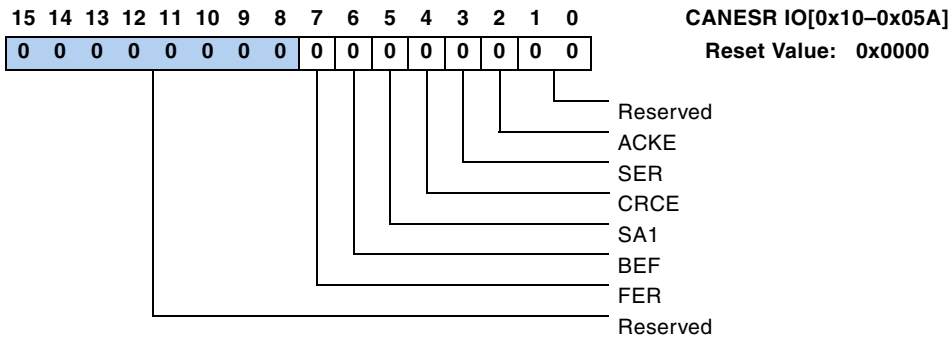 15 14 13 12 11 10 9 8 7 6 5 4 3 2 1 0 CANESR IO[0x10–0x05A]
0 0 0 0 0 0 0 0 0 0 0 0 0 0 0 0 Reset Value: 0x0000
Reserved
ACKE
SER
CRCE
SA1
BEF
FER
Reserved